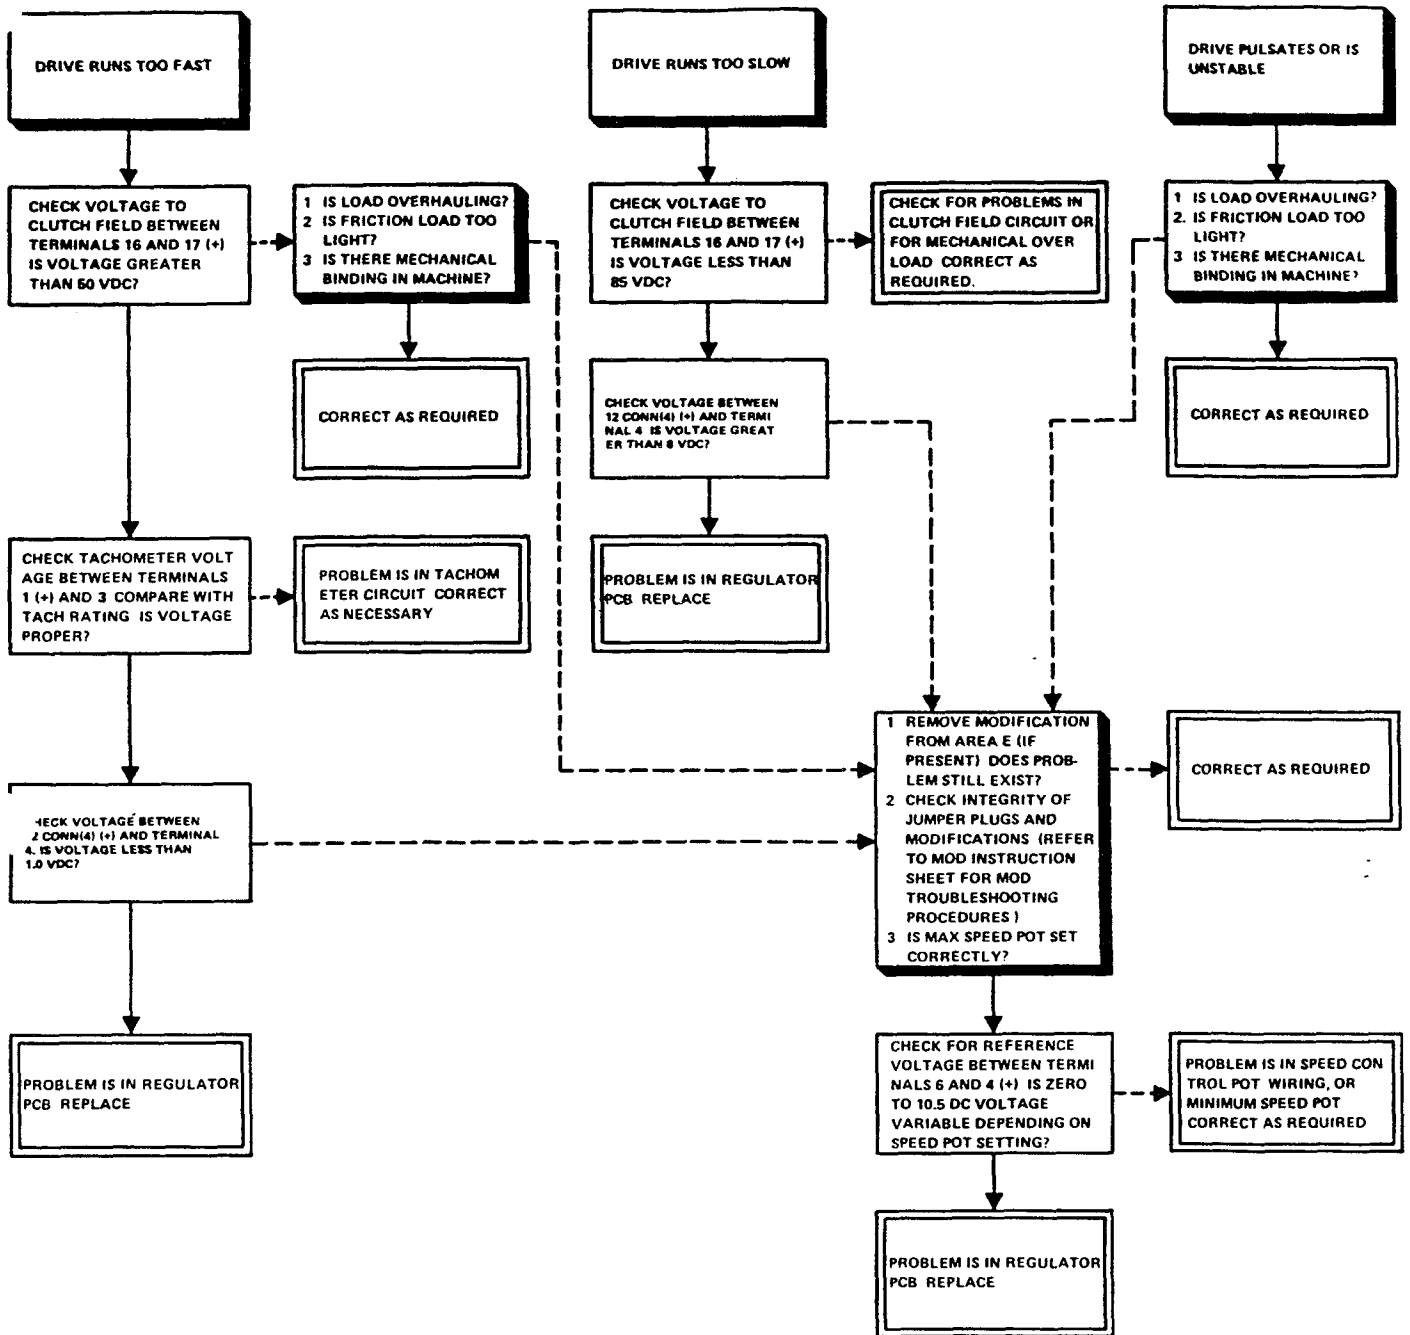 DRIVE RUNS TOO FAST
DRIVE RUNS TOO SLOW
DRIVE PULSATES OR IS
UNSTABLE
CHECK VOLTAGE TO
CLUTCH FIELD BETWEEN
TERMINALS 16 AND 17 (+)
IS VOLTAGE GREATER
THAN 50 VDC?
1 IS LOAD OVERHAULING?
2 IS FRICTION LOAD TOO
LIGHT?
3 IS THERE MECHANICAL
BINDING IN MACHINE?
CHECK VOLTAGE TO
CLUTCH FIELD BETWEEN
TERMINALS 16 AND 17 (+)
IS VOLTAGE LESS THAN
85 VDC?
CHECK FOR PROBLEMS IN
CLUTCH FIELD CIRCUIT OR
FOR MECHANICAL OVER
LOAD CORRECT AS
REQUIRED.
1 IS LOAD OVERHAULING?
2. IS FRICTION LOAD TOO
LIGHT?
3 IS THERE MECHANICAL
BINDING IN MACHINE?
CORRECT AS REQUIRED
CHECK VOLTAGE BETWEEN
12 CONN(4) (+) AND TERMI
NAL 4 IS VOLTAGE GREAT
ER THAN 8 VDC?
CORRECT AS REQUIRED
CHECK TACHOMETER VOLT
AGE BETWEEN TERMINALS
1 (+) AND 3 COMPARE WITH
TACH RATING IS VOLTAGE
PROPER?
PROBLEM IS IN TACHOM
ETER CIRCUIT CORRECT
AS NECESSARY
PROBLEM IS IN REGULATOR
PCB REPLACE
1 REMOVE MODIFICATION
FROM AREA E (IF
PRESENT) DOES PROB-
LEM STILL EXIST?
2 CHECK INTEGRITY OF
JUMPER PLUGS AND
MODIFICATIONS (REFER
TO MOD INSTRUCTION
SHEET FOR MOD
TROUBLESHOOTING
PROCEDURES)
3 IS MAX SPEED POT SET
CORRECTLY?
CORRECT AS REQUIRED
VOLTAGE BETWEEN
CONN(4) (+) AND TERMINAL
4. IS VOLTAGE LESS THAN
1.0 VDC?
PROBLEM IS IN REGULATOR
PCB REPLACE
CHECK FOR REFERENCE
VOLTAGE BETWEEN TERMI
NALS 6 AND 4 (+) IS ZERO
TO 10.5 DC VOLTAGE
VARIABLE DEPENDING ON
SPEED POT SETTING?
PROBLEM IS IN SPEED CON
TROL POT WIRING, OR
MINIMUM SPEED POT
CORRECT AS REQUIRED
PROBLEM IS IN REGULATOR
PCB REPLACE